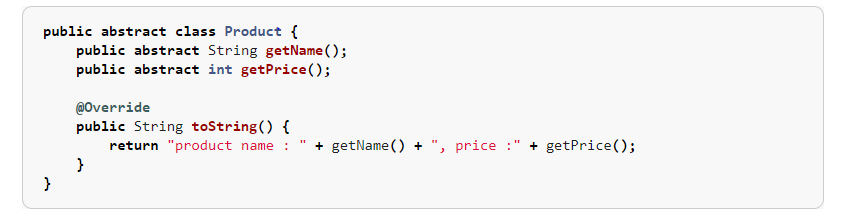 public abstract class Product {
    public abstract String getName();
    public abstract int getPrice();

    @Override
    public String toString() {
        return "product name : " + getName() + ", price :" + getPrice();
    }
}